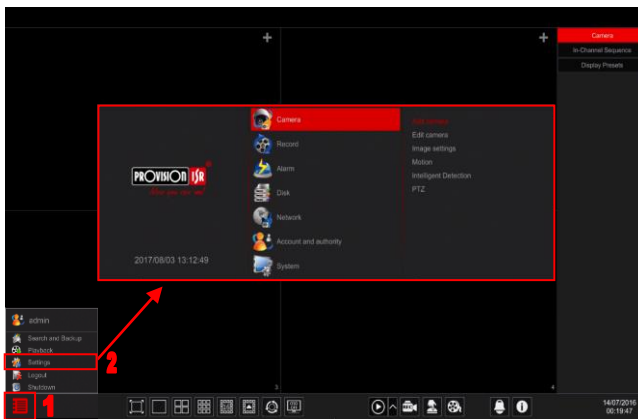 Camera
In-Channel Sequence
Display Presets
Camera
Record
Alarm
Disk
Network
Account and authority
System
Add camera
Edit camera
Image settings
Motion
Intelligent Detection
PTZ
PROVISION ISR
2017/08/03 13:12:49
admin
Search and Backup
Playback
Settings
Logout
Shutdown
1
2
3
4
14/07/2016
00:19:47